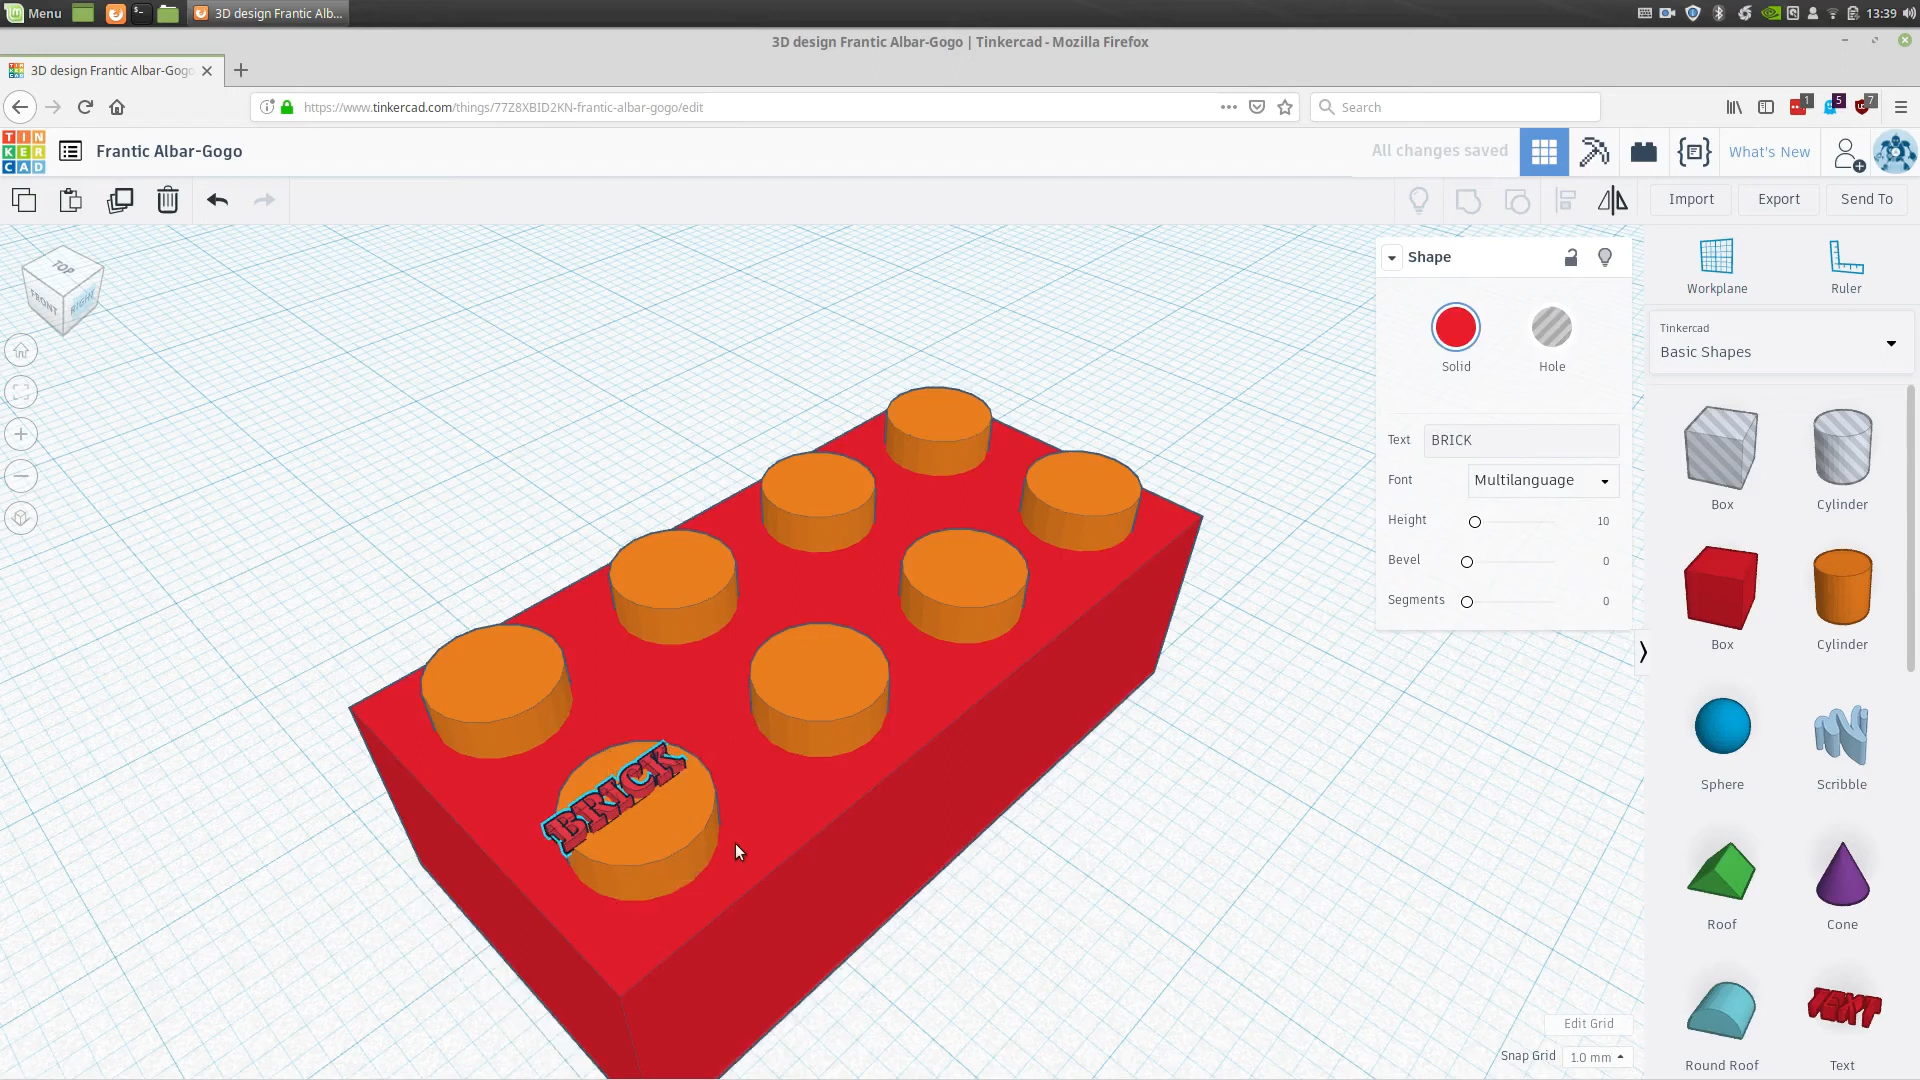 Menu
3D design Frantic Alb...
13:39
3D design Frantic Albar-Gogo | Tinkercad - Mozilla Firefox
3D design Frantic Albar-Gogo
https://www.tinkercad.com/things/77Z8XBID2KN-frantic-albar-gogo/edit
Search
1
5
7
TIN
KER
CAD
Frantic Albar-Gogo
All changes saved
What's New
Import
Export
Send To
TOP
FRONT
RIGHT
Shape
Solid
Hole
Text
BRICK
Font
Multilanguage
Height
10
Bevel
0
Segments
0
Workplane
Ruler
Tinkercad
Basic Shapes
Box
Cylinder
Box
Cylinder
Sphere
Scribble
Roof
Cone
TEXT
Round Roof
Text
BRICK
Edit Grid
Snap Grid
1.0 mm